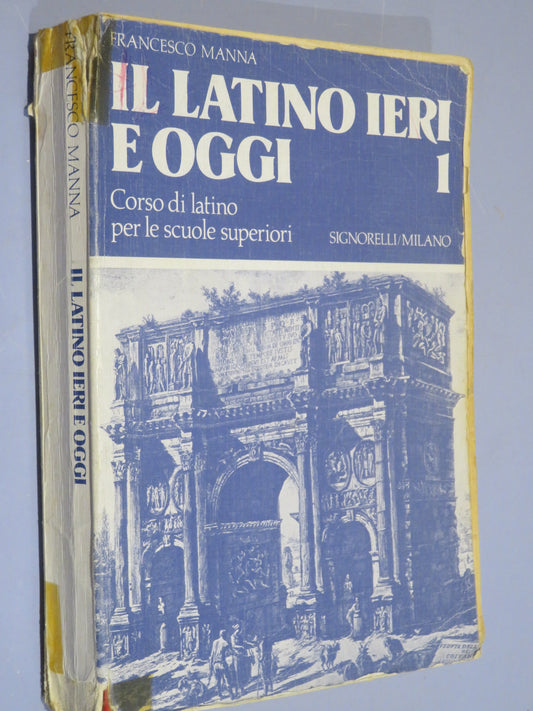 FRANCESCO MANNA
IL LATINO IERI
E OGGI
1
Corso di latino
per le scuole superiori
SIGNORELLI/MILANO
FRANCESCO MANNA
IL LATINO IERI E OGGI